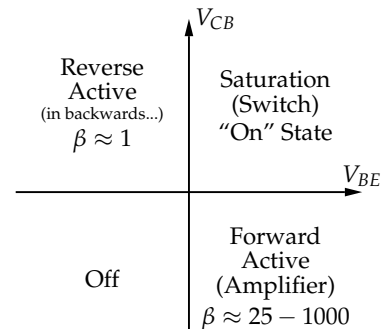 V_CB
Reverse
Active
(in backwards...)
β ≈ 1
Saturation
(Switch)
“On” State
V_BE
Off
Forward
Active
(Amplifier)
β ≈ 25 − 1000